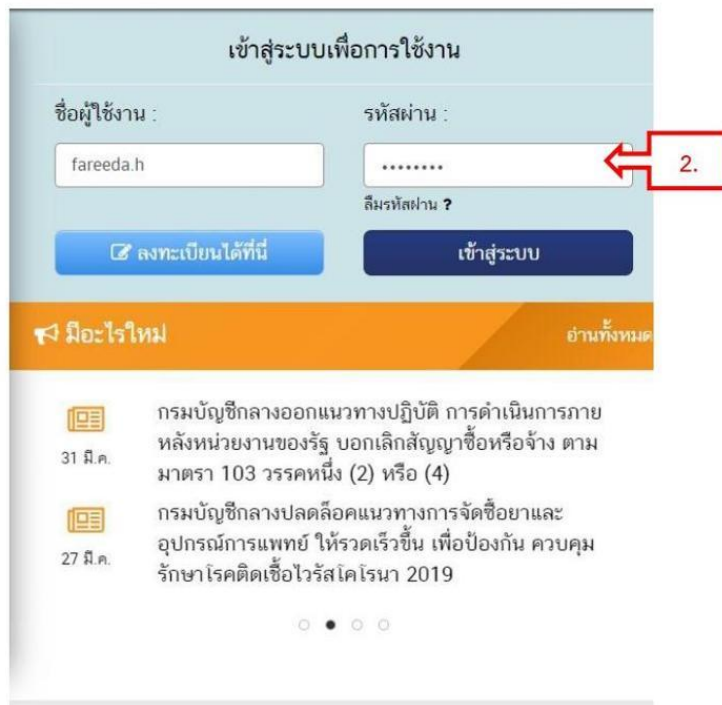 เข้าสู่ระบบเพื่อการใช้งาน
ชื่อผู้ใช้งาน :
รหัสผ่าน :
fareeda.h
••••••••
2.
ลืมรหัสผ่าน ?
ลงทะเบียนได้ที่นี่
เข้าสู่ระบบ
มีอะไรใหม่
อ่านทั้งหมด
กรมบัญชีกลางออกแนวทางปฏิบัติ การดำเนินการภาย
หลังหน่วยงานของรัฐ บอกเลิกสัญญาซื้อหรือจ้าง ตาม
มาตรา 103 วรรคหนึ่ง (2) หรือ (4)
31 มี.ค.
กรมบัญชีกลางปลดล็อคแนวทางการจัดซื้อยาและ
อุปกรณ์การแพทย์ ให้รวดเร็วขึ้น เพื่อป้องกัน ควบคุม
รักษาโรคติดเชื้อไวรัสโคโรนา 2019
27 มี.ค.